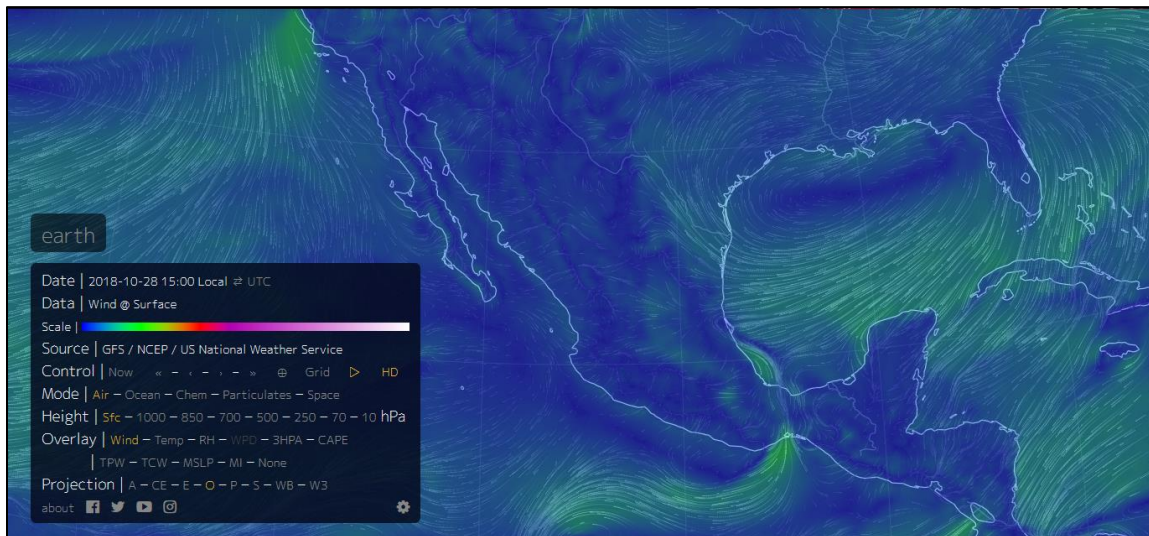 earth
Date | 2018-10-28 15:00 Local ⇄ UTC
Data | Wind @ Surface
Scale |
Source | GFS / NCEP / US National Weather Service
Control | Now « – ‹ – › – » ⊕ Grid ▷ HD
Mode | Air – Ocean – Chem – Particulates – Space
Height | Sfc – 1000 – 850 – 700 – 500 – 250 – 70 – 10 hPa
Overlay | Wind – Temp – RH – WPD – 3HPA – CAPE
| TPW – TCW – MSLP – MI – None
Projection | A – CE – E – O – P – S – WB – W3
about